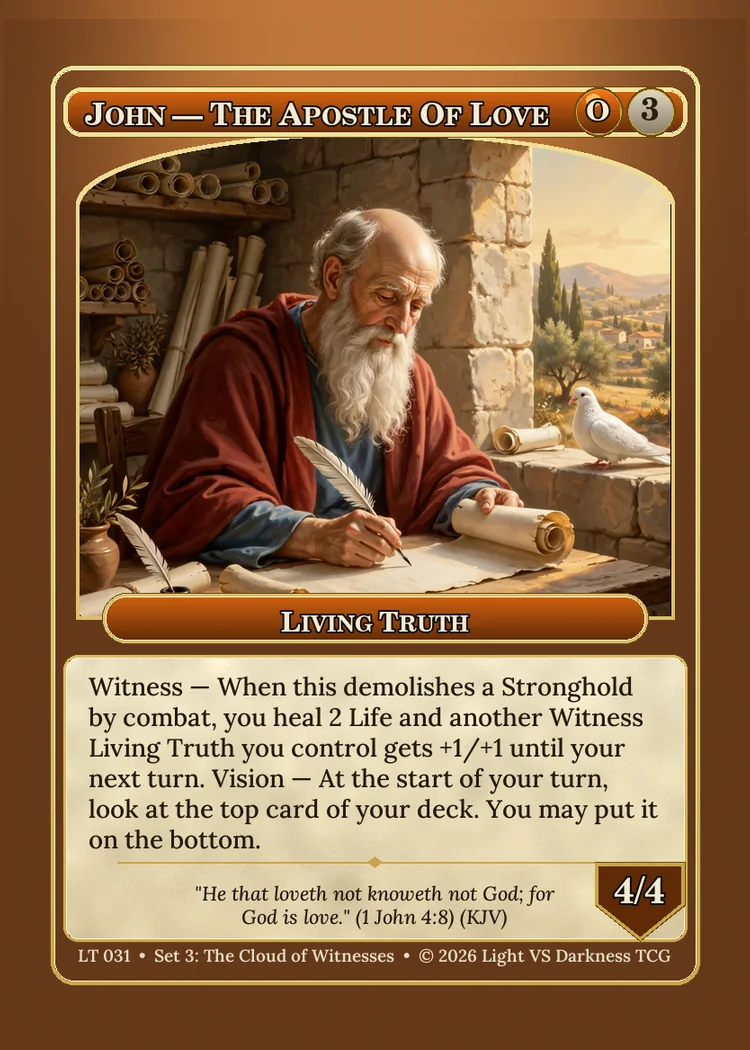 John — The Apostle Of Love O 3
Living Truth
Witness — When this demolishes a Stronghold
by combat, you heal 2 Life and another Witness
Living Truth you control gets +1/+1 until your
next turn. Vision — At the start of your turn,
look at the top card of your deck. You may put it
on the bottom.
"He that loveth not knoweth not God; for
God is love." (1 John 4:8) (KJV)
4/4
LT 031 • Set 3: The Cloud of Witnesses • © 2026 Light VS Darkness TCG